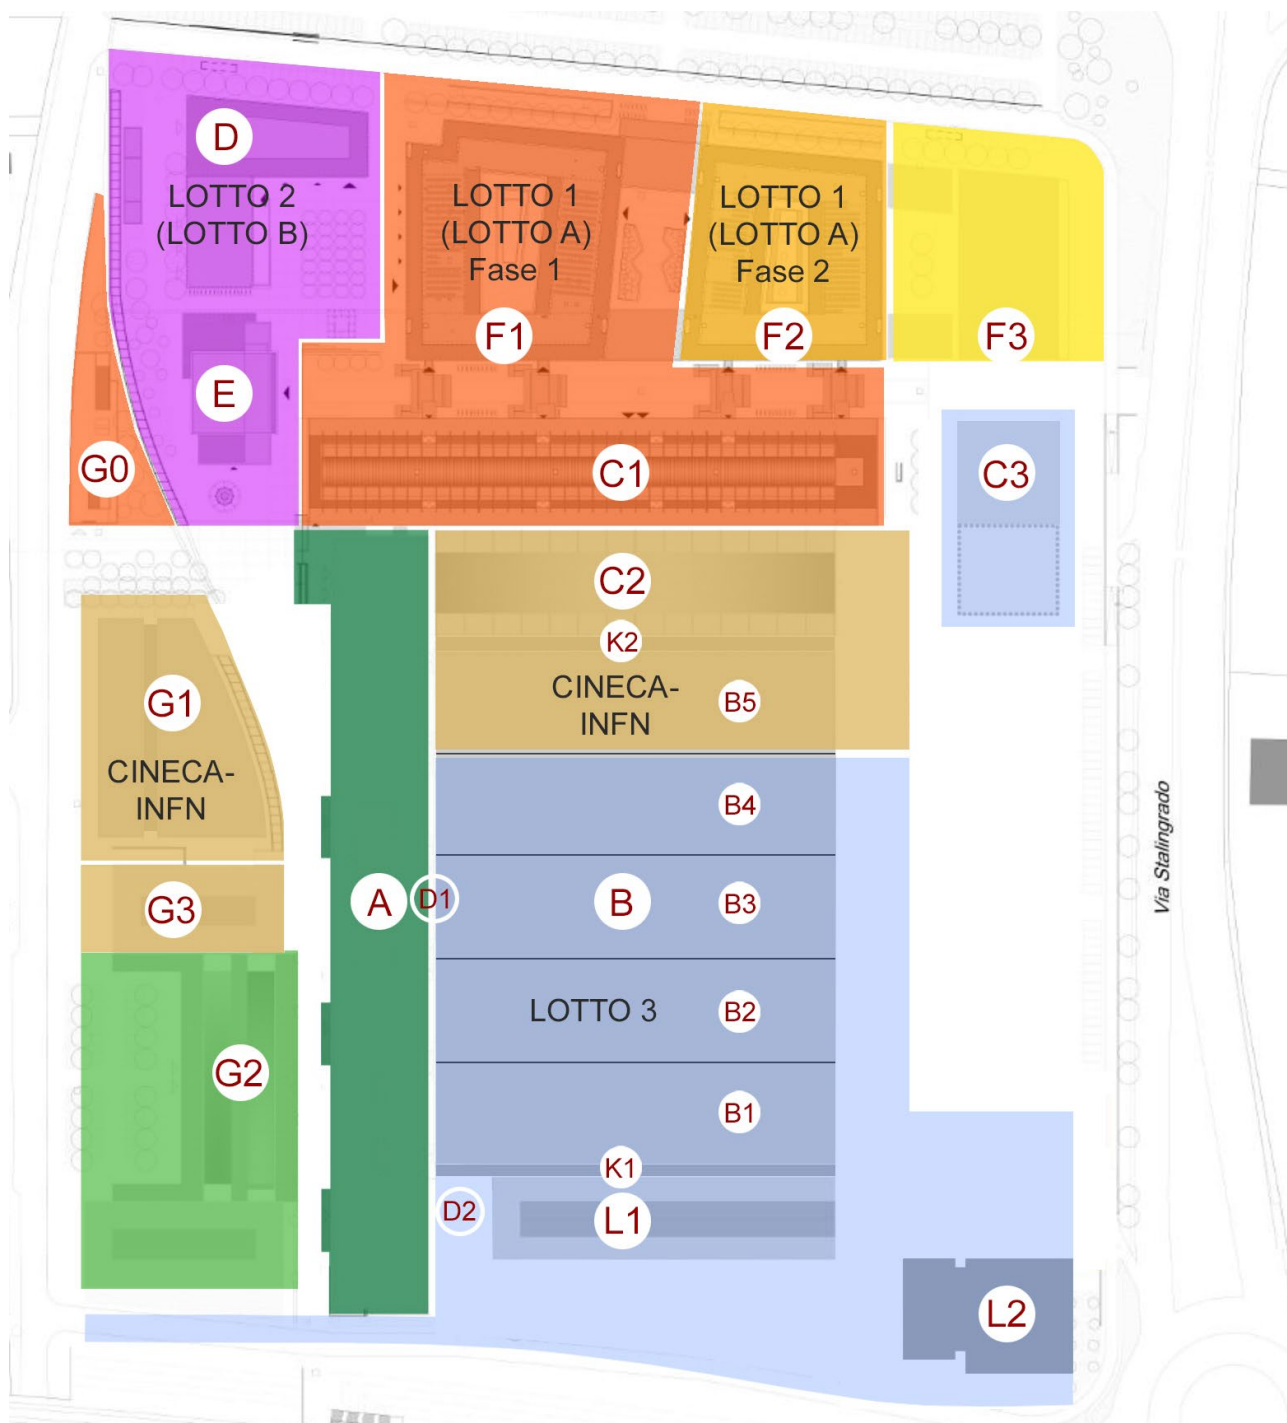 D
LOTTO 2
(LOTTO B)
LOTTO 1
(LOTTO A)
Fase 1
LOTTO 1
(LOTTO A)
Fase 2
F1
F2
F3
E
G0
C1
C3
C2
K2
CINECA-
INFN
B5
G1
CINECA-
INFN
B4
Via Stalingrado
G3
A
D1
B
B3
LOTTO 3
B2
G2
B1
K1
D2
L1
L2